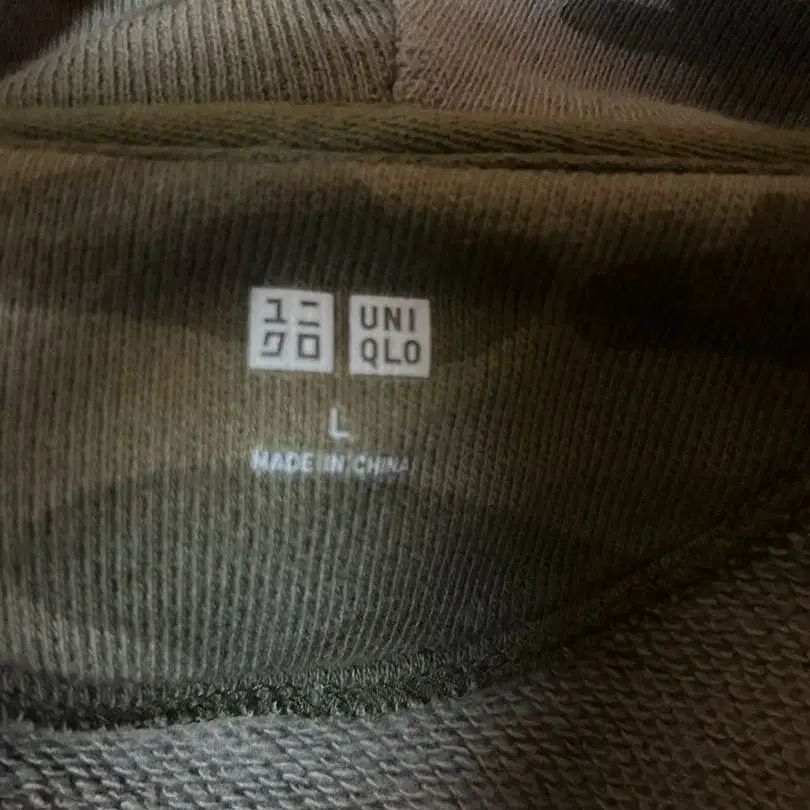 ユニ
クロ
UNI
QLO
L
MADE IN CHINA